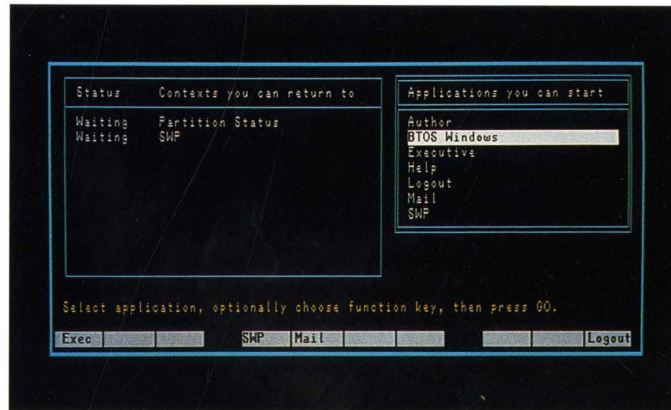 Status Contexts you can return to
Waiting Partition Status
Waiting SWP
Applications you can start
Author
BTOS Windows
Executive
Help
Logout
Mail
SWP
Select application, optionally choose function key, then press GO.
Exec SWP Mail Logout